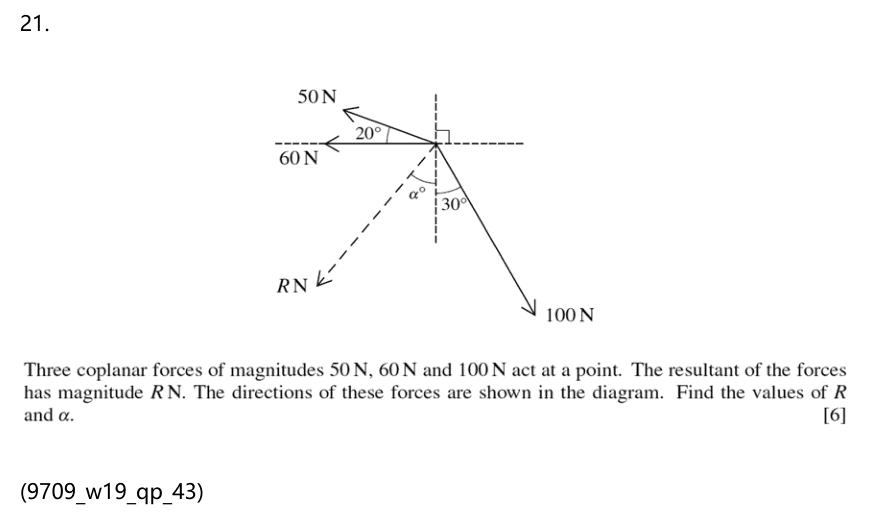 21.
50 N
20°
60 N
α°
30°
R N
100 N
Three coplanar forces of magnitudes 50 N, 60 N and 100 N act at a point. The resultant of the forces
has magnitude R N. The directions of these forces are shown in the diagram. Find the values of R
and α. [6]
(9709_w19_qp_43)